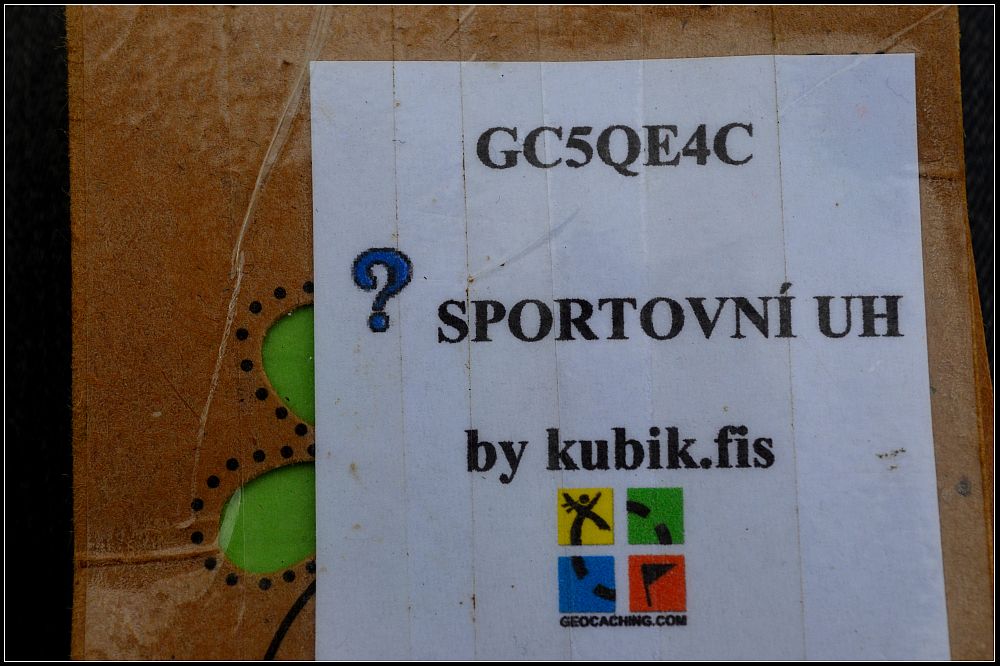 GC5QE4C
?
SPORTOVNÍ UH
by kubik.fis
GEOCACHING.COM